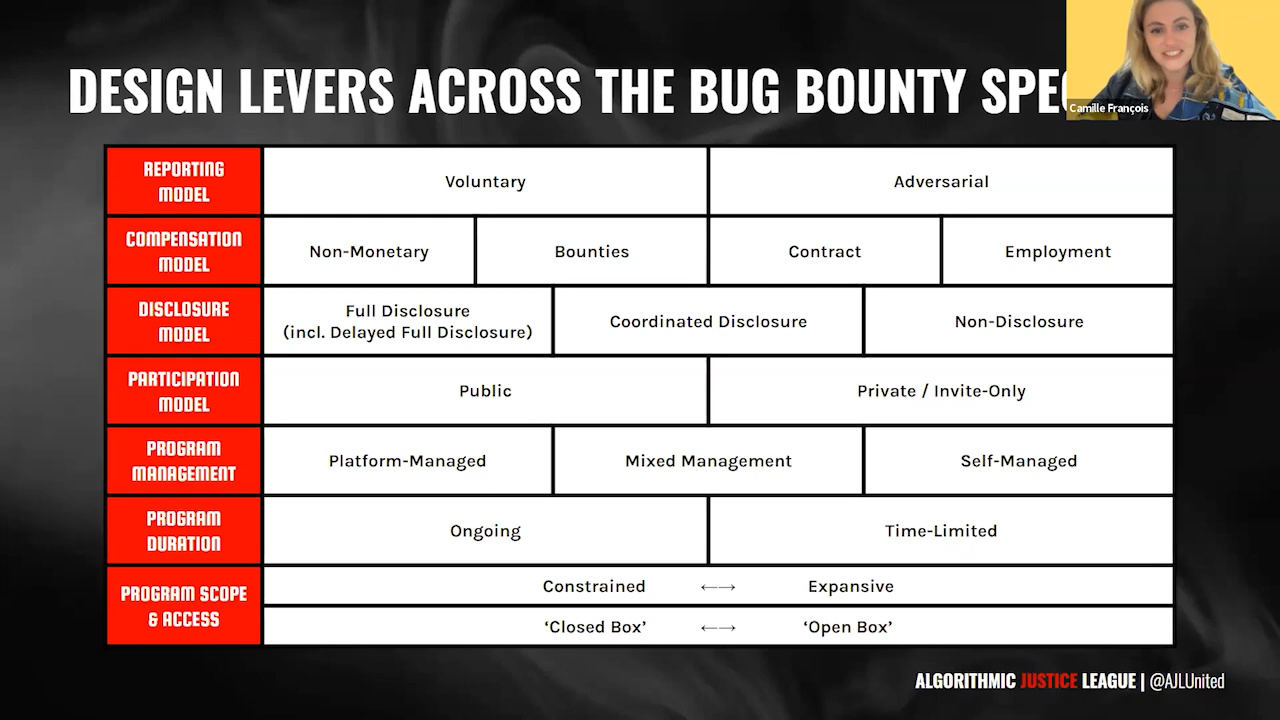 DESIGN LEVERS ACROSS THE BUG BOUNTY
Camille François
REPORTING
MODEL
Voluntary
Adversarial
COMPENSATION
MODEL
Non-Monetary
Bounties
Contract
Employment
DISCLOSURE
MODEL
Full Disclosure
(incl. Delayed Full Disclosure)
Coordinated Disclosure
Non-Disclosure
PARTICIPATION
MODEL
Public
Private / Invite-Only
PROGRAM
MANAGEMENT
Platform-Managed
Mixed Management
Self-Managed
PROGRAM
DURATION
Ongoing
Time-Limited
PROGRAM SCOPE
& ACCESS
Constrained ←→ Expansive
‘Closed Box’ ←→ ‘Open Box’
ALGORITHMIC JUSTICE LEAGUE | @AJLUnited